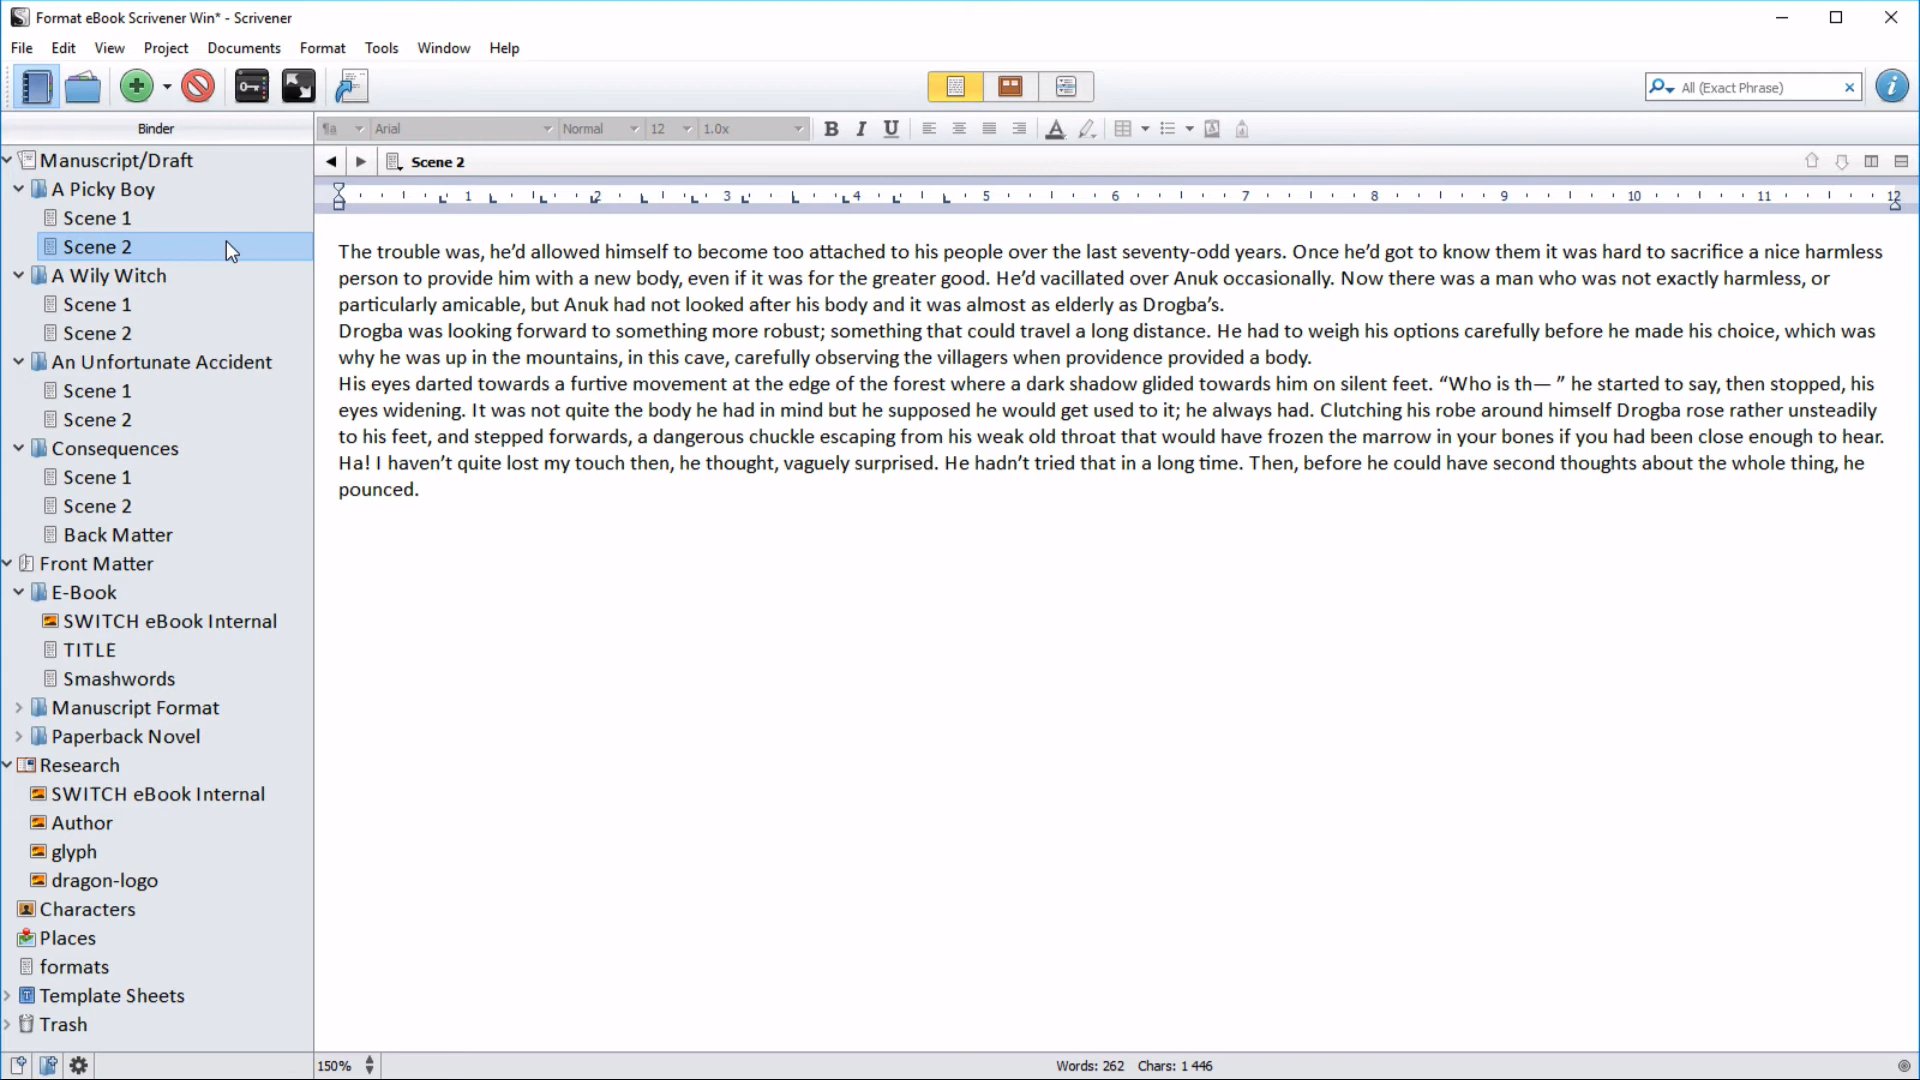 Format eBook Scrivener Win* - Scrivener
File Edit View Project Documents Format Tools Window Help
All (Exact Phrase)
Binder
Arial Normal 12 1.0x B I U A
Manuscript/Draft
A Picky Boy
Scene 1
Scene 2
A Wily Witch
Scene 1
Scene 2
An Unfortunate Accident
Scene 1
Scene 2
Consequences
Scene 1
Scene 2
Back Matter
Front Matter
E-Book
SWITCH eBook Internal
TITLE
Smashwords
Manuscript Format
Paperback Novel
Research
SWITCH eBook Internal
Author
glyph
dragon-logo
Characters
Places
formats
Template Sheets
Trash
Scene 2
1 2 3 4 5 6 7 8 9 10 11 12
The trouble was, he’d allowed himself to become too attached to his people over the last seventy-odd years. Once he’d got to know them it was hard to sacrifice a nice harmless
person to provide him with a new body, even if it was for the greater good. He’d vacillated over Anuk occasionally. Now there was a man who was not exactly harmless, or
particularly amicable, but Anuk had not looked after his body and it was almost as elderly as Drogba’s.
Drogba was looking forward to something more robust; something that could travel a long distance. He had to weigh his options carefully before he made his choice, which was
why he was up in the mountains, in this cave, carefully observing the villagers when providence provided a body.
His eyes darted towards a furtive movement at the edge of the forest where a dark shadow glided towards him on silent feet. “Who is th— ” he started to say, then stopped, his
eyes widening. It was not quite the body he had in mind but he supposed he would get used to it; he always had. Clutching his robe around himself Drogba rose rather unsteadily
to his feet, and stepped forwards, a dangerous chuckle escaping from his weak old throat that would have frozen the marrow in your bones if you had been close enough to hear.
Ha! I haven’t quite lost my touch then, he thought, vaguely surprised. He hadn’t tried that in a long time. Then, before he could have second thoughts about the whole thing, he
pounced.
150%
Words: 262 Chars: 1 446